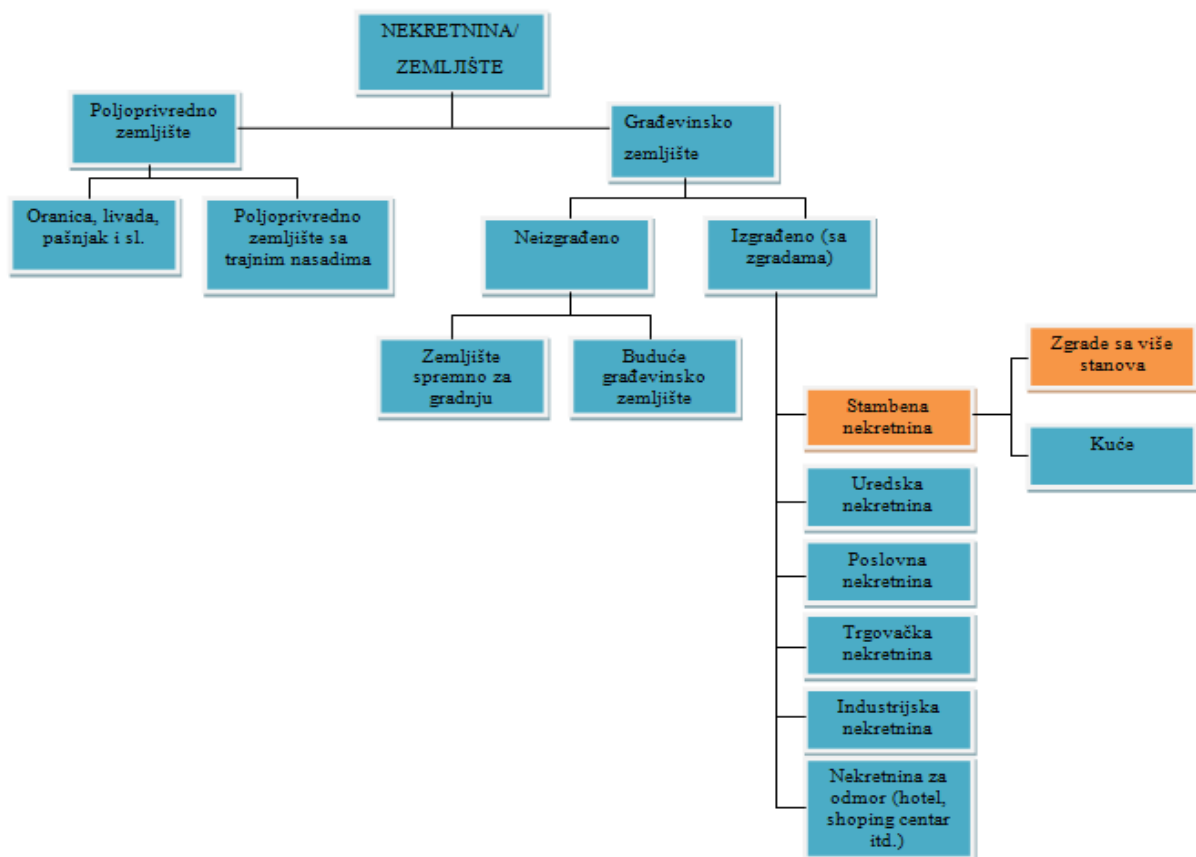 NEKRETNINA/
ZEMLJIŠTE
Poljoprivredno
zemljište
Građevinsko
zemljište
Oranica, livada,
pašnjak i sl.
Poljoprivredno
zemljište sa
trajnim nasadima
Neizgrađeno
Izgrađeno (sa
zgradama)
Zemljište
spremno za
gradnju
Buduće
građevinsko
zemljište
Stambena
nekretnina
Zgrade sa više
stanova
Kuće
Uredska
nekretnina
Poslovna
nekretnina
Trgovačka
nekretnina
Industrijska
nekretnina
Nekretnina za
odmor (hotel,
shoping centar
itd.)